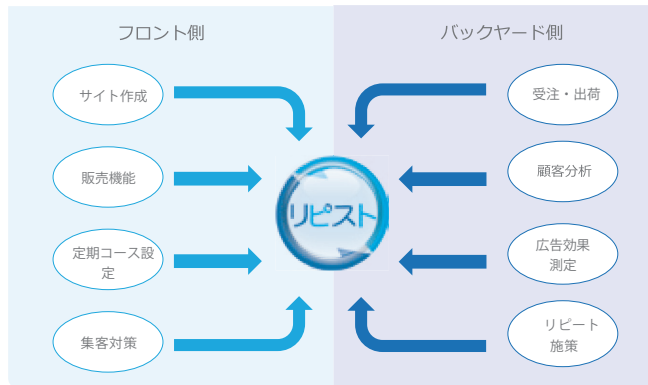 フロント側
サイト作成
販売機能
定期コース設
定
集客対策
リピスト
バックヤード側
受注・出荷
顧客分析
広告効果
測定
リピート
施策